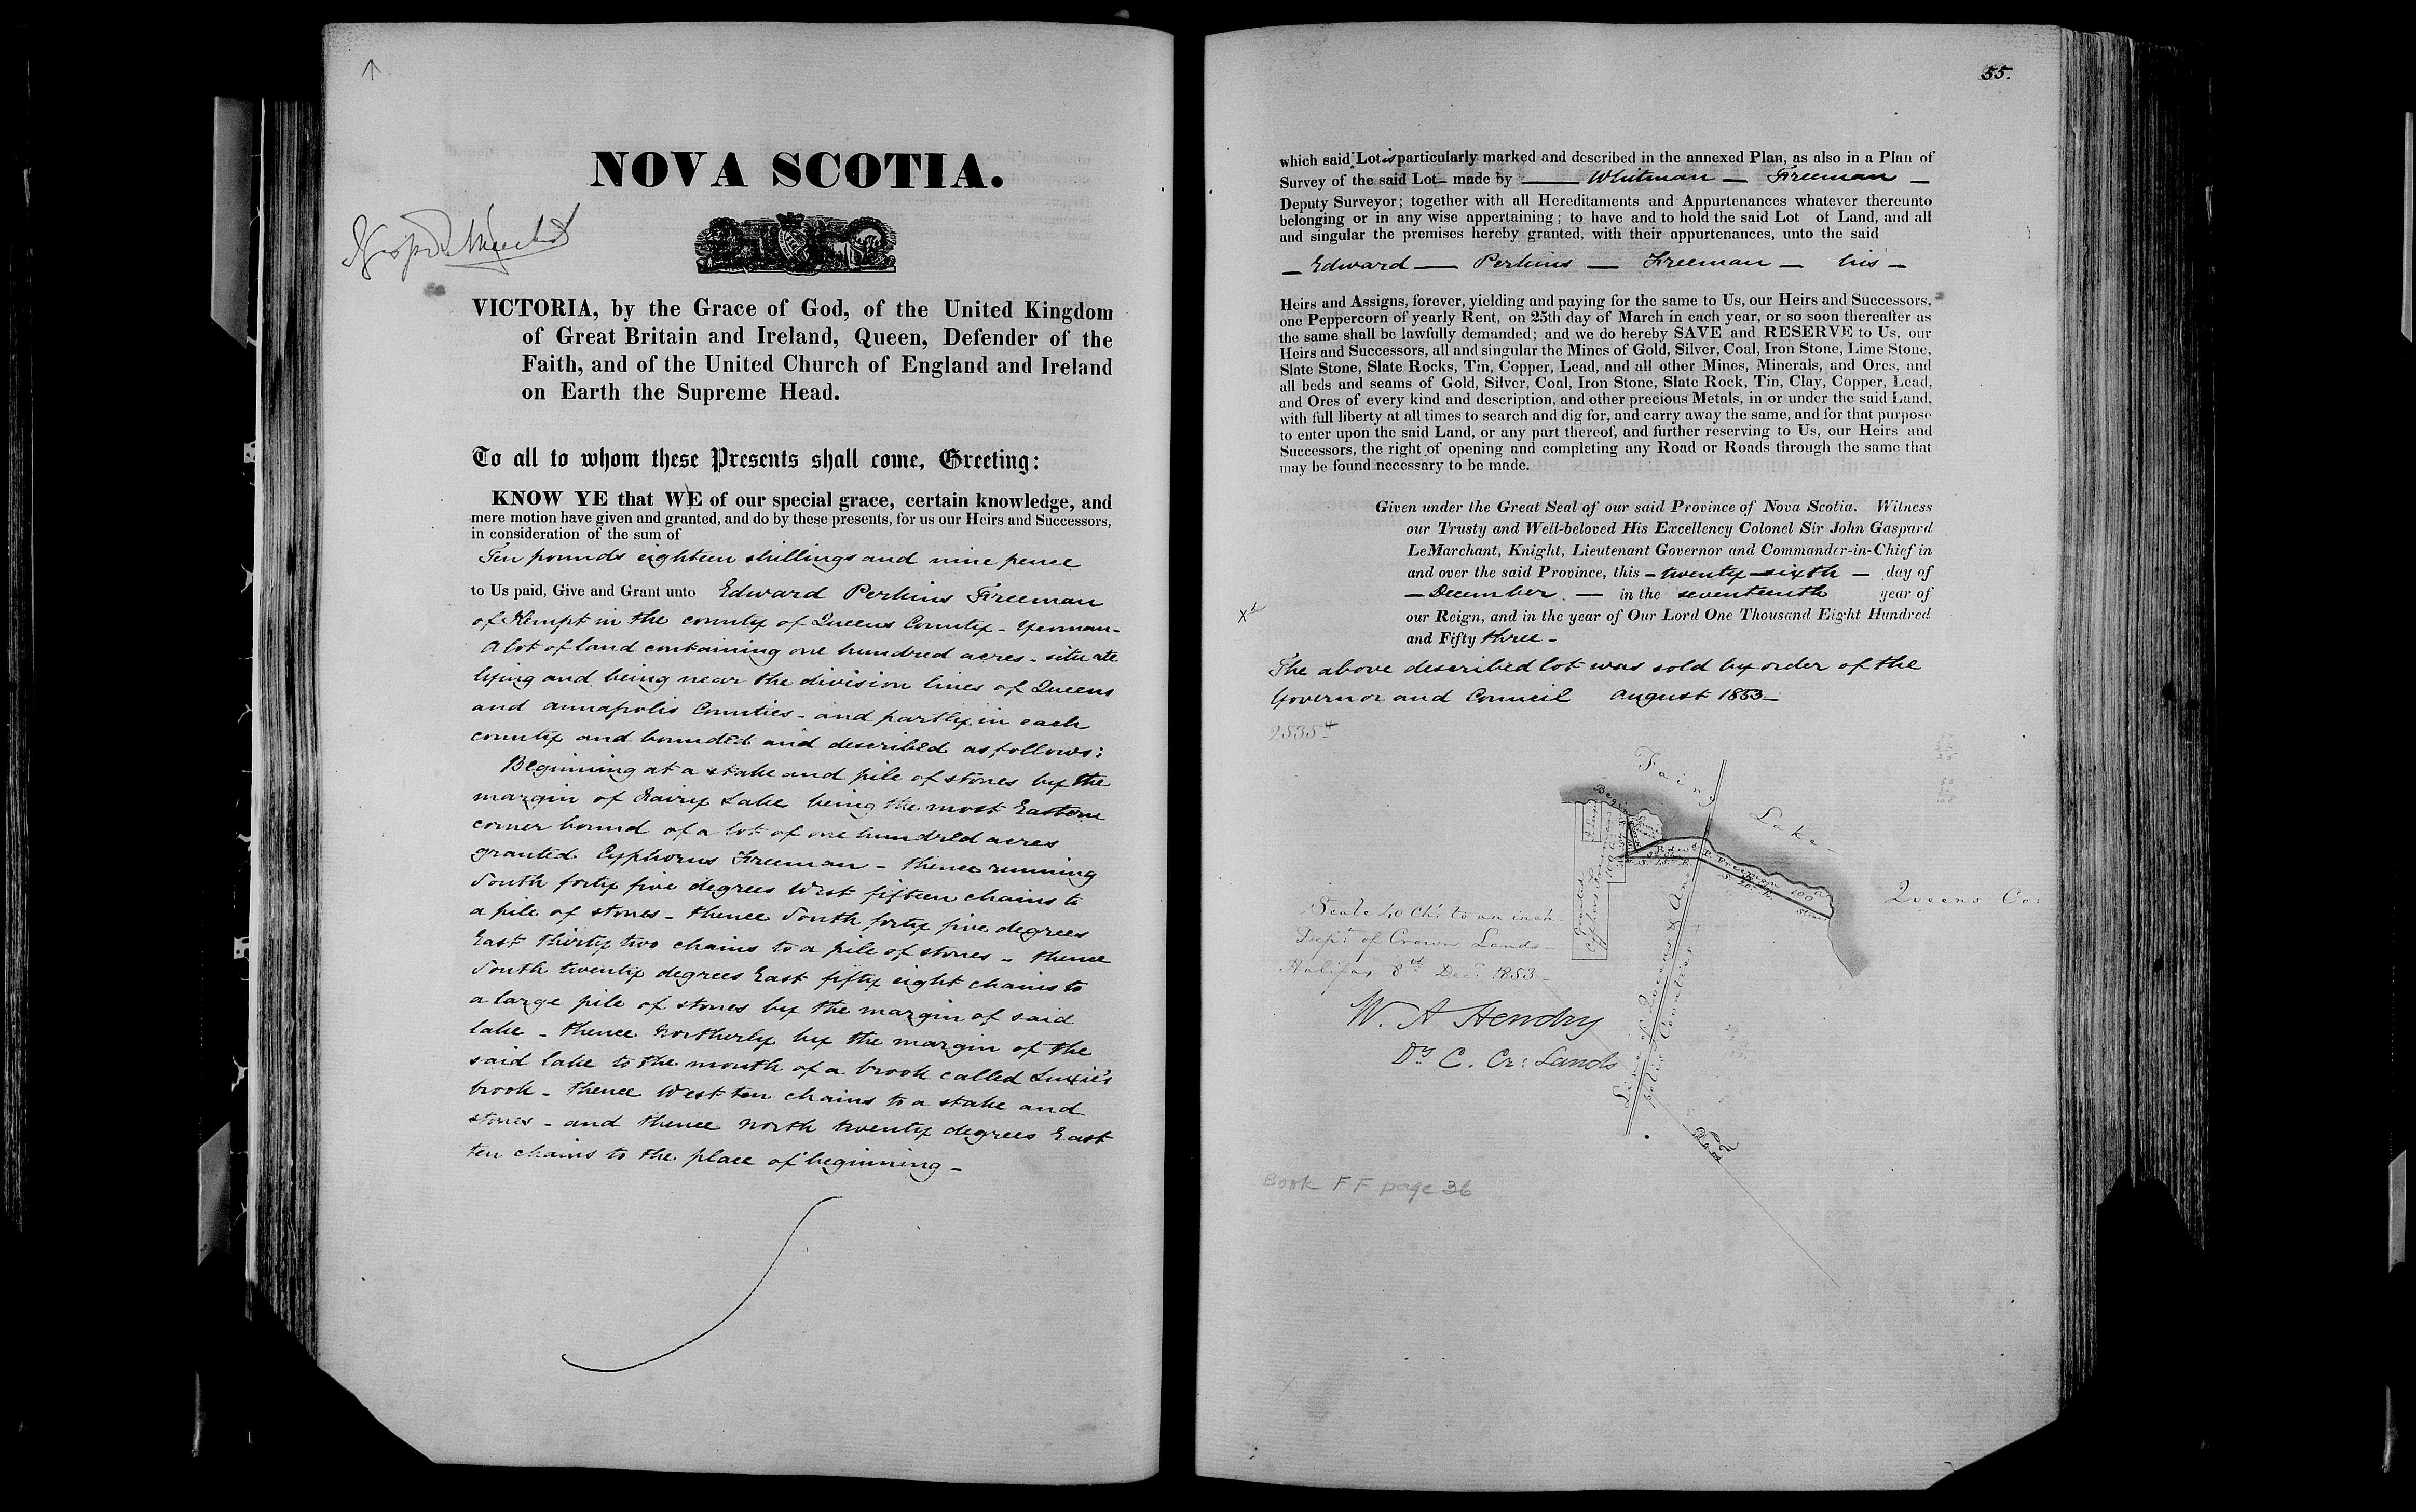 NOVA SCOTIA.
VICTORIA, by the Grace of God, of the United Kingdom
of Great Britain and Ireland, Queen, Defender of the
Faith, and of the United Church of England and Ireland
on Earth the Supreme Head.
To all to whom these Presents shall come, Greeting:
KNOW YE that WE of our special grace, certain knowledge, and
mere motion have given and granted, and do by these presents, for us our Heirs and Successors,
in consideration of the sum of
Ten pounds eighteen shillings and nine pence
to Us paid, Give and Grant unto Edward Perkins Freeman
of Kempt in the county of Queens County - Yeoman -
A lot of land containing one hundred acres - situate
lying and being near the division lines of Queens
and Annapolis Counties - and partly in each
county and bounded and described as follows:
Beginning at a stake and pile of stones by the
margin of Fairy Lake being the most Eastern
corner bound of a lot of one hundred acres
granted Cyphorus Freeman - thence running
South forty five degrees West fifteen chains to
a pile of stones - thence South forty five degrees
East thirty two chains to a pile of stones - thence
South twenty degrees East fifty eight chains to
a large pile of stones by the margin of said
lake - thence Northerly by the margin of the
said lake to the mouth of a brook called
brook - thence West ten chains to a stake and
stones - and thence North twenty degrees East
ten chains to the place of beginning -
55.
which said Lot is particularly marked and described in the annexed Plan, as also in a Plan of
Survey of the said Lot made by — Whitman — Freeman —
Deputy Surveyor; together with all Hereditaments and Appurtenances whatever thereunto
belonging or in any wise appertaining; to have and to hold the said Lot of Land, and all
and singular the premises hereby granted, with their appurtenances, unto the said
— Edward — Perkins — Freeman — his —
Heirs and Assigns, forever, yielding and paying for the same to Us, our Heirs and Successors,
one Peppercorn of yearly Rent, on 25th day of March in each year, or so soon thereafter as
the same shall be lawfully demanded; and we do hereby SAVE and RESERVE to Us, our
Heirs and Successors, all and singular the Mines of Gold, Silver, Coal, Iron Stone, Lime Stone,
Slate Stone, Slate Rocks, Tin, Copper, Lead, and all other Mines, Minerals, and Ores, and
all beds and seams of Gold, Silver, Coal, Iron Stone, Slate Rock, Tin, Clay, Copper, Lead,
and Ores of every kind and description, and other precious Metals, in or under the said Land,
with full liberty at all times to search and dig for, and carry away the same, and for that purpose
to enter upon the said Land, or any part thereof, and further reserving to Us, our Heirs and
Successors, the right of opening and completing any Road or Roads through the same that
may be found necessary to be made.
Given under the Great Seal of our said Province of Nova Scotia. Witness
our Trusty and Well-beloved His Excellency Colonel Sir John Gaspard
LeMarchant, Knight, Lieutenant Governor and Commander-in-Chief in
and over the said Province, this — twenty sixth — day of
— December — in the seventeenth year of
our Reign, and in the year of Our Lord One Thousand Eight Hundred
and Fifty three -
The above described lot was sold by order of the
Governor and Council August 1853 -
Fairy Lake
Edwd P. Freeman 100 a
S. 20° E.
Stones
Queens Co:
Granted
Cyphorus Freeman
100
Scale 40 Chs to an inch
Dept of Crown Lands -
Halifax 8th Decr 1853 -
W. A Hendry
Dy C. Cr: Lands
Line of Queens & Annapolis Counties
Book FF page 36